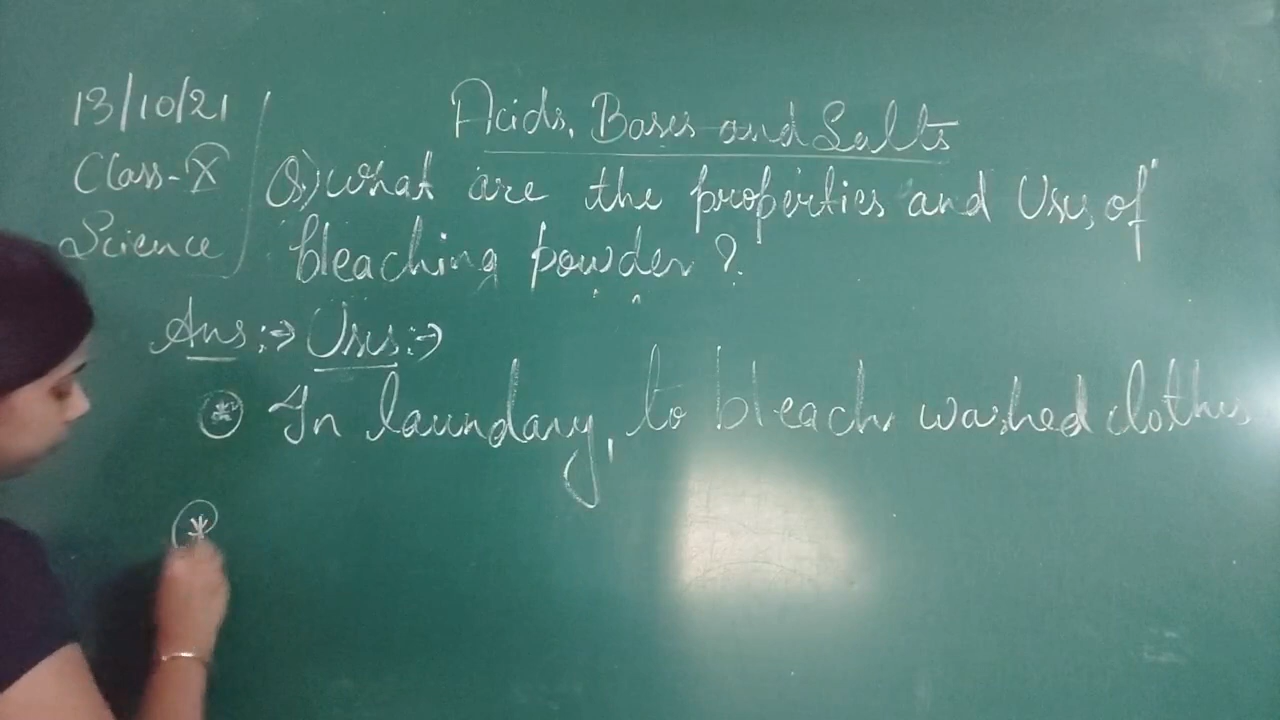 13/10/21
Class-X
Science
Acids, Bases and Salts
Q) what are the properties and Uses of
bleaching powder?
Ans :→ Uses :→
* In laundary, to bleach washed clothes
*